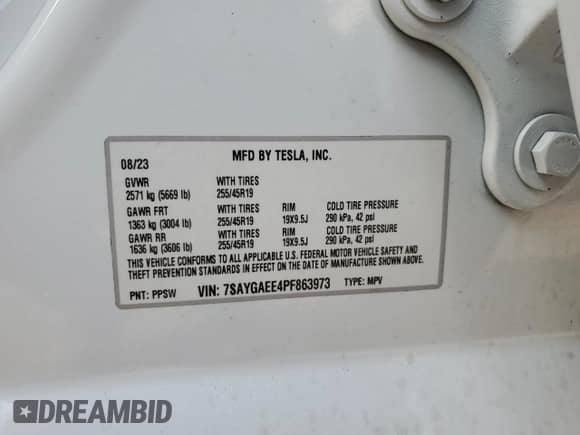 08/23 MFD BY TESLA, INC.
GVWR WITH TIRES
2571 kg (5669 lb) 255/45R19
GAWR FRT WITH TIRES RIM COLD TIRE PRESSURE
1363 kg (3004 lb) 255/45R19 19X9.5J 290 kPa, 42 psi
GAWR RR WITH TIRES RIM COLD TIRE PRESSURE
1636 kg (3606 lb) 255/45R19 19X9.5J 290 kPa, 42 psi
THIS VEHICLE CONFORMS TO ALL APPLICABLE U.S. FEDERAL MOTOR VEHICLE SAFETY AND
THEFT PREVENTION STANDARDS IN EFFECT ON THE DATE OF MANUFACTURE SHOWN ABOVE.
PNT: PPSW VIN: 7SAYGAEE4PF863973 TYPE: MPV
DREAMBID